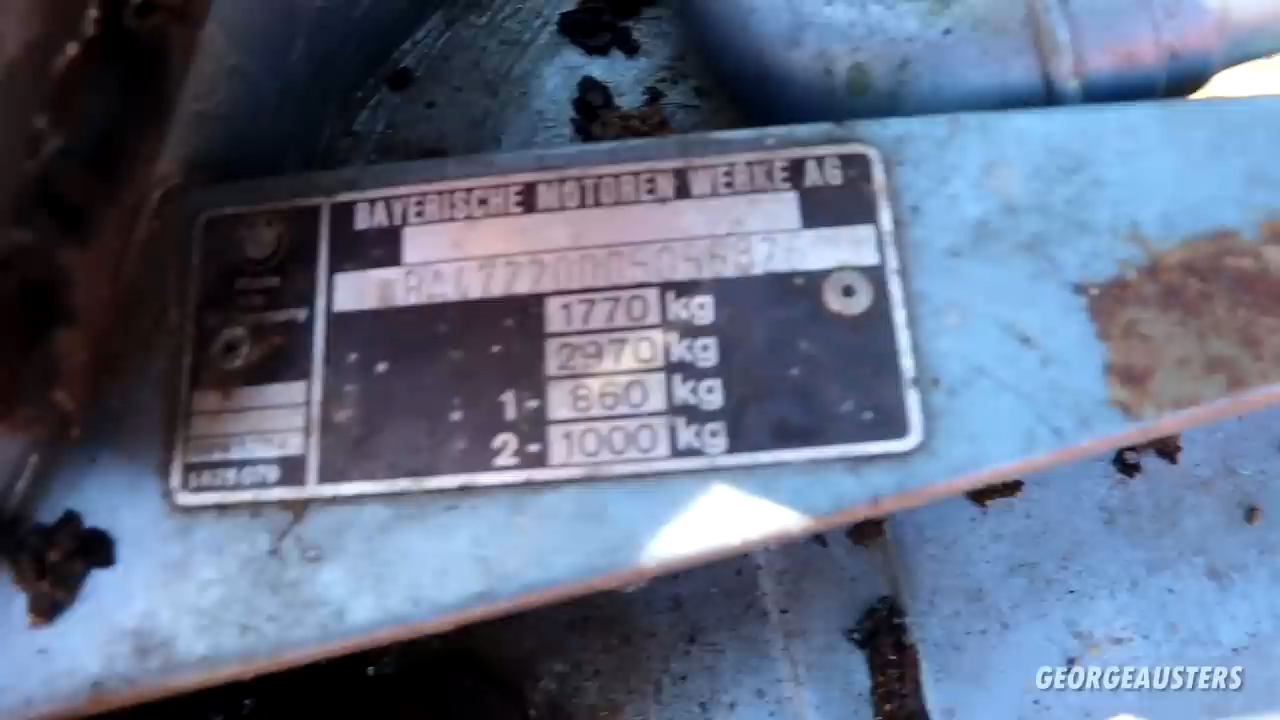 BAYERISCHE MOTOREN WERKE AG
1770 kg
2970 kg
1- 860 kg
2- 1000 kg
GEORGEAUSTERS